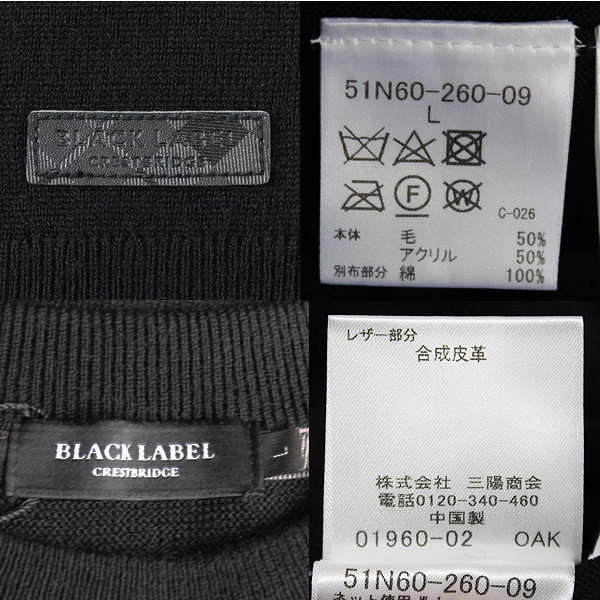 BLACK LABEL
CRESTBRIDGE
51N60-260-09
L
F
W
C-026
本体 毛 50%
アクリル 50%
別布部分 綿 100%
BLACK LABEL
CRESTBRIDGE
L
レザー部分
合成皮革
株式会社 三陽商会
電話0120-340-460
中国製
01960-02 OAK
51N60-260-09